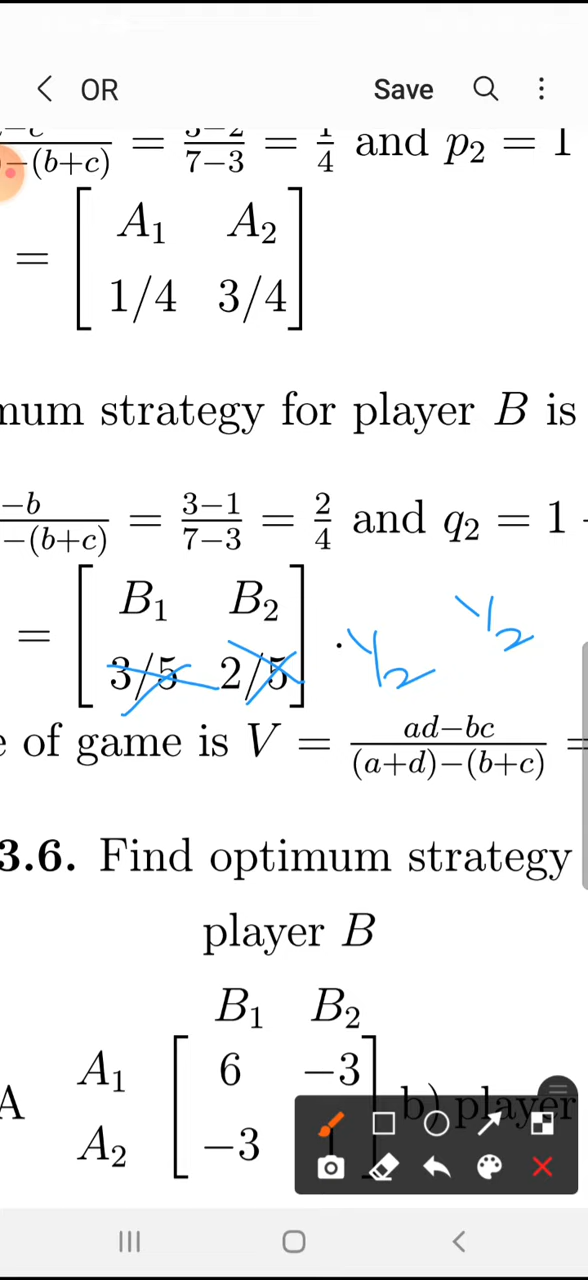 OR Save
-(b+c) = 3-2/7-3 = 1/4 and p₂ = 1
= [ A₁ A₂
1/4 3/4 ]
mum strategy for player B is
-b/-(b+c) = 3-1/7-3 = 2/4 and q₂ = 1 -
= [ B₁ B₂
3/5 2/5 ] . 1/2 1/2
e of game is V = ad-bc/(a+d)-(b+c) =
3.6. Find optimum strategy
player B
B₁ B₂
A A₁ [ 6 -3 ] b) player
A₂ -3